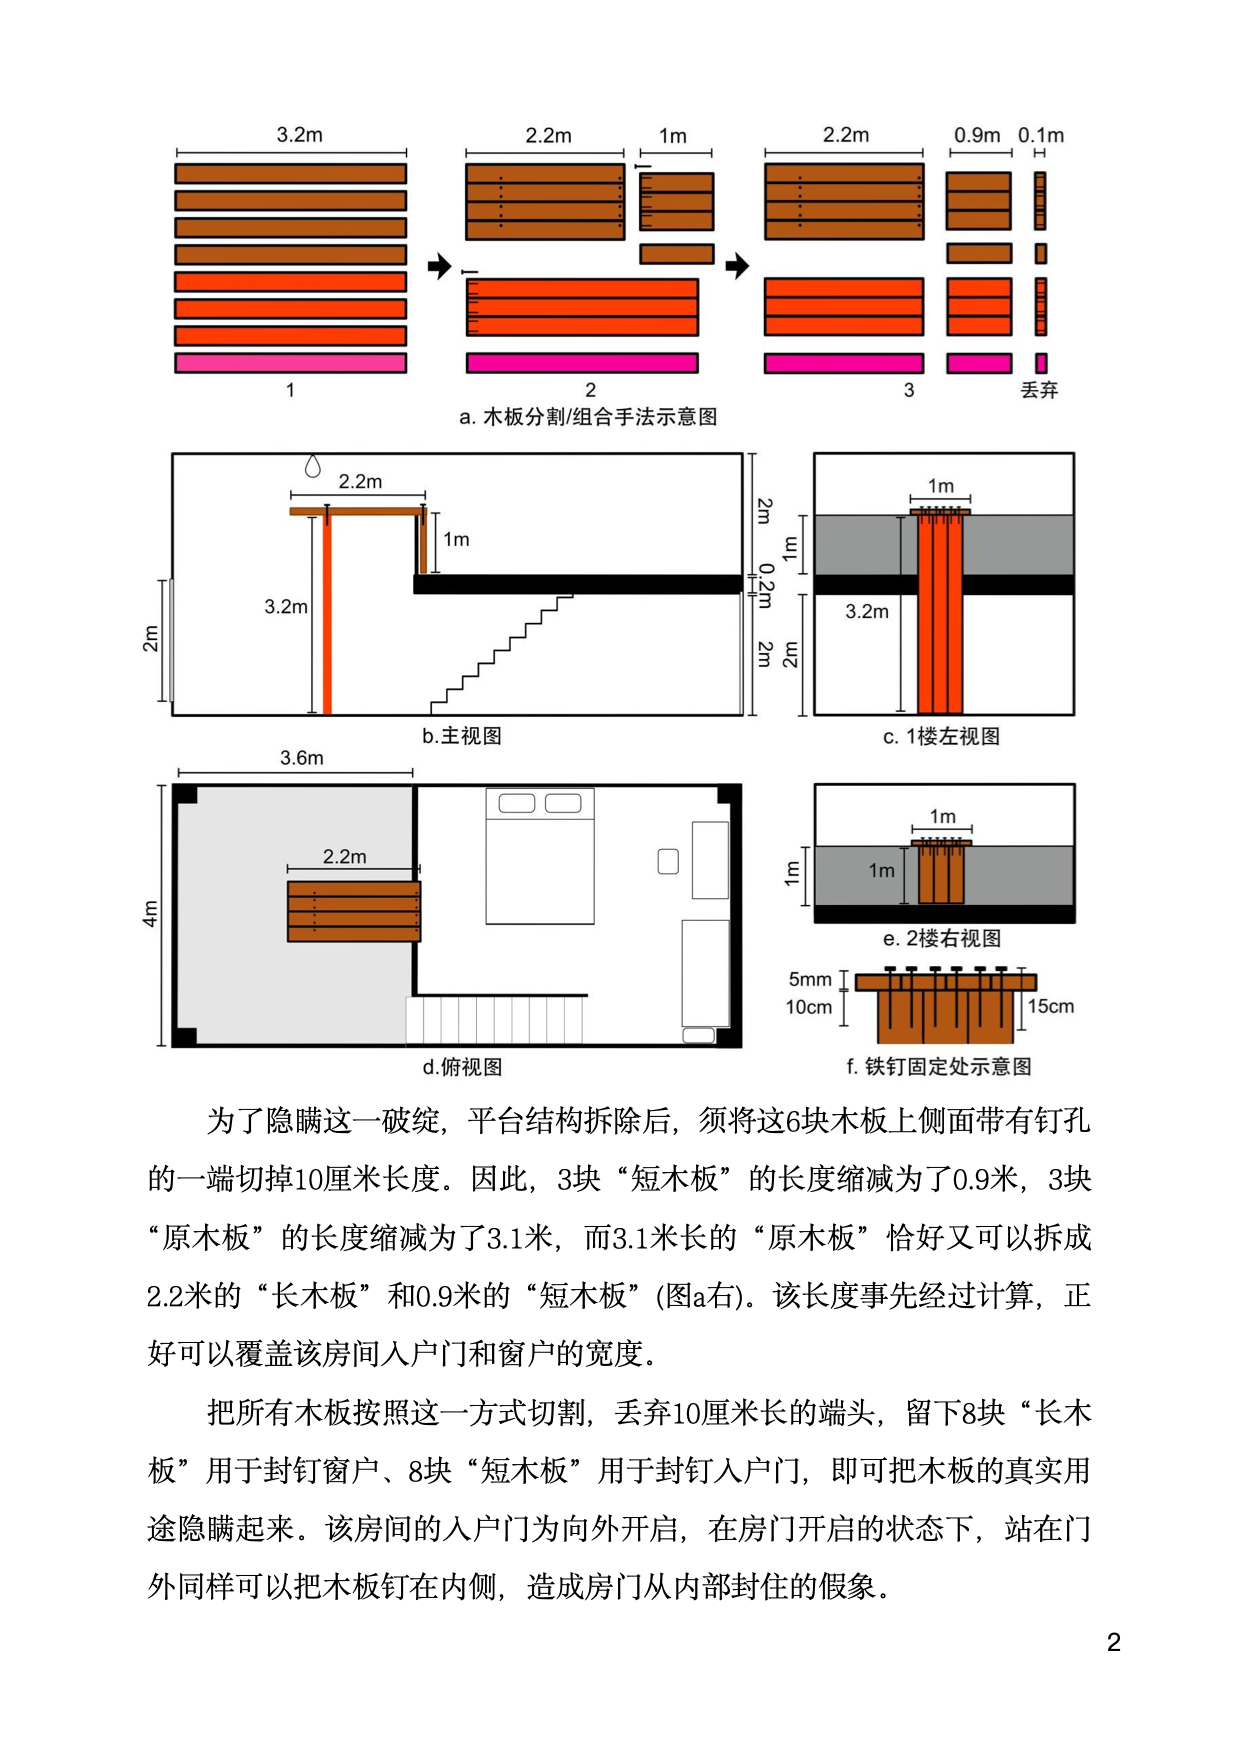 3.2m
2.2m
1m
2.2m
0.9m
0.1m
1
2
3
丢弃
a. 木板分割/组合手法示意图
2.2m
1m
3.2m
2m
2m
0.2m
2m
b.主视图
1m
1m
3.2m
2m
c. 1楼左视图
3.6m
2.2m
4m
d.俯视图
1m
1m
1m
e. 2楼右视图
5mm
10cm
15cm
f. 铁钉固定处示意图
为了隐瞒这一破绽，平台结构拆除后，须将这6块木板上侧面带有钉孔
的一端切掉10厘米长度。因此，3块“短木板”的长度缩减为了0.9米，3块
“原木板”的长度缩减为了3.1米，而3.1米长的“原木板”恰好又可以拆成
2.2米的“长木板”和0.9米的“短木板”(图a右)。该长度事先经过计算，正
好可以覆盖该房间入户门和窗户的宽度。
把所有木板按照这一方式切割，丢弃10厘米长的端头，留下8块“长木
板”用于封钉窗户、8块“短木板”用于封钉入户门，即可把木板的真实用
途隐瞒起来。该房间的入户门为向外开启，在房门开启的状态下，站在门
外同样可以把木板钉在内侧，造成房门从内部封住的假象。
2